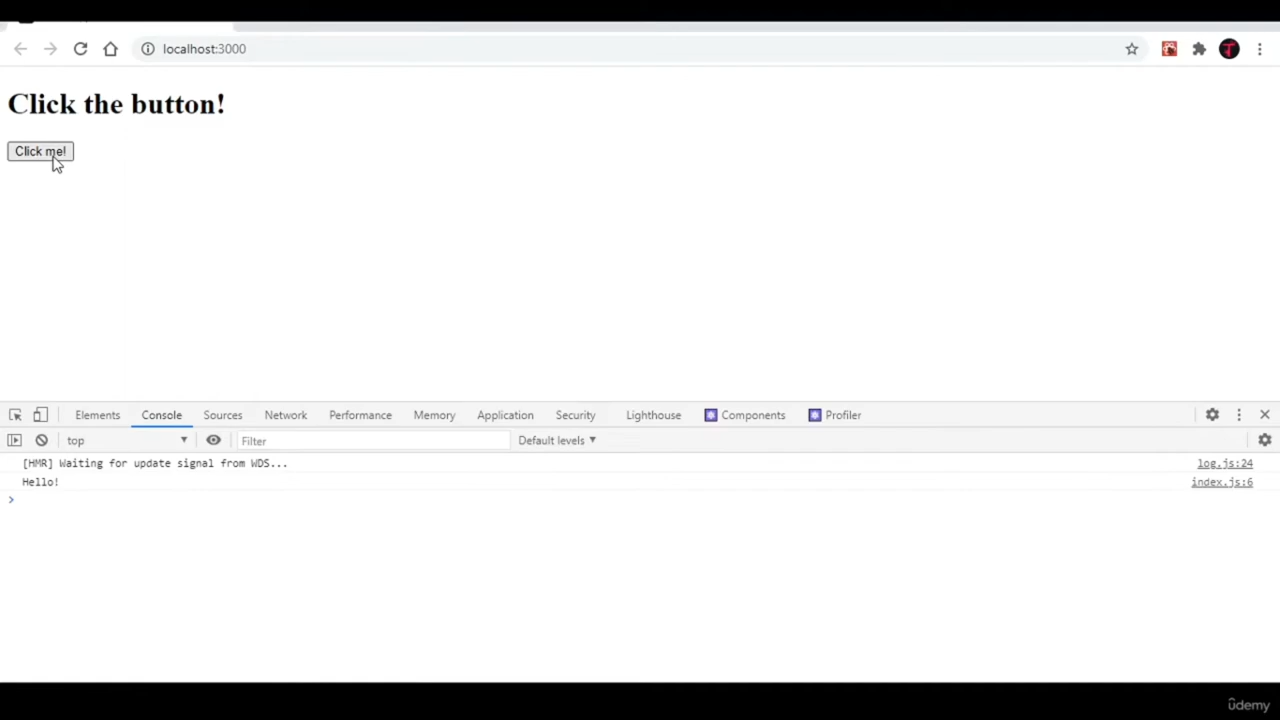 localhost:3000
Click the button!
Click me!
Elements Console Sources Network Performance Memory Application Security Lighthouse Components Profiler
top Filter Default levels
[HMR] Waiting for update signal from WDS... log.js:24
Hello! index.js:6
udemy